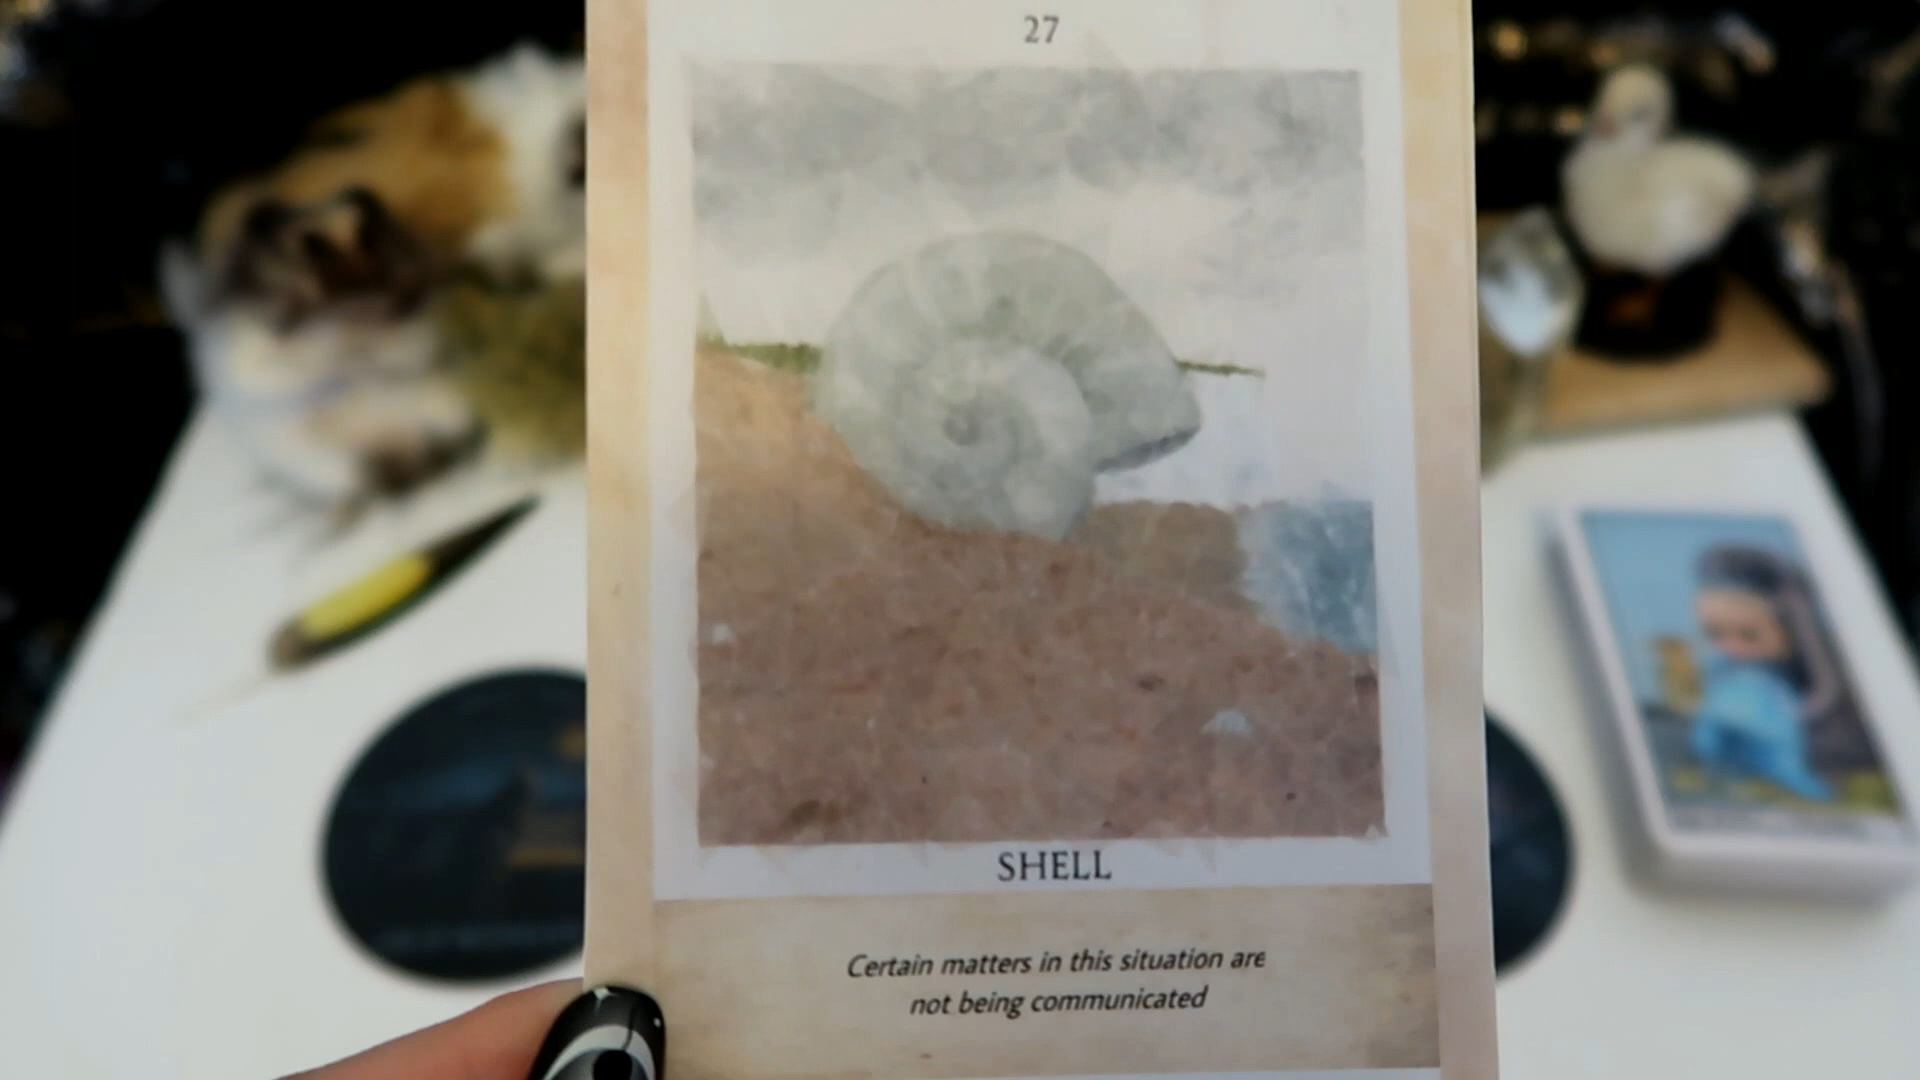 27
SHELL
Certain matters in this situation are
not being communicated